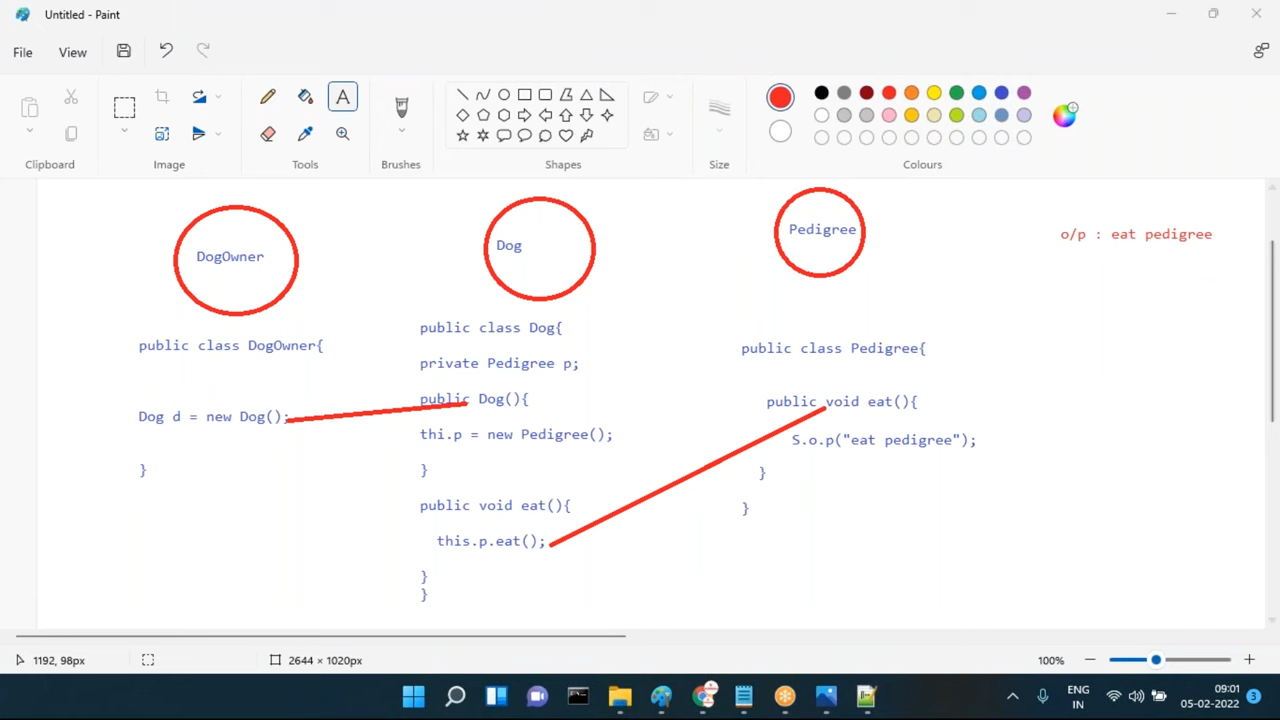 Untitled - Paint
File View
Clipboard
Image
Tools
Brushes
Shapes
Size
Colours
DogOwner
public class DogOwner{
Dog d = new Dog();
}
Dog
public class Dog{
private Pedigree p;
public Dog(){
thi.p = new Pedigree();
}
public void eat(){
this.p.eat();
}
}
Pedigree
public class Pedigree{
public void eat(){
S.o.p("eat pedigree");
}
}
o/p : eat pedigree
1192, 98px
2644 × 1020px
100%
ENG
IN
09:01
05-02-2022
3